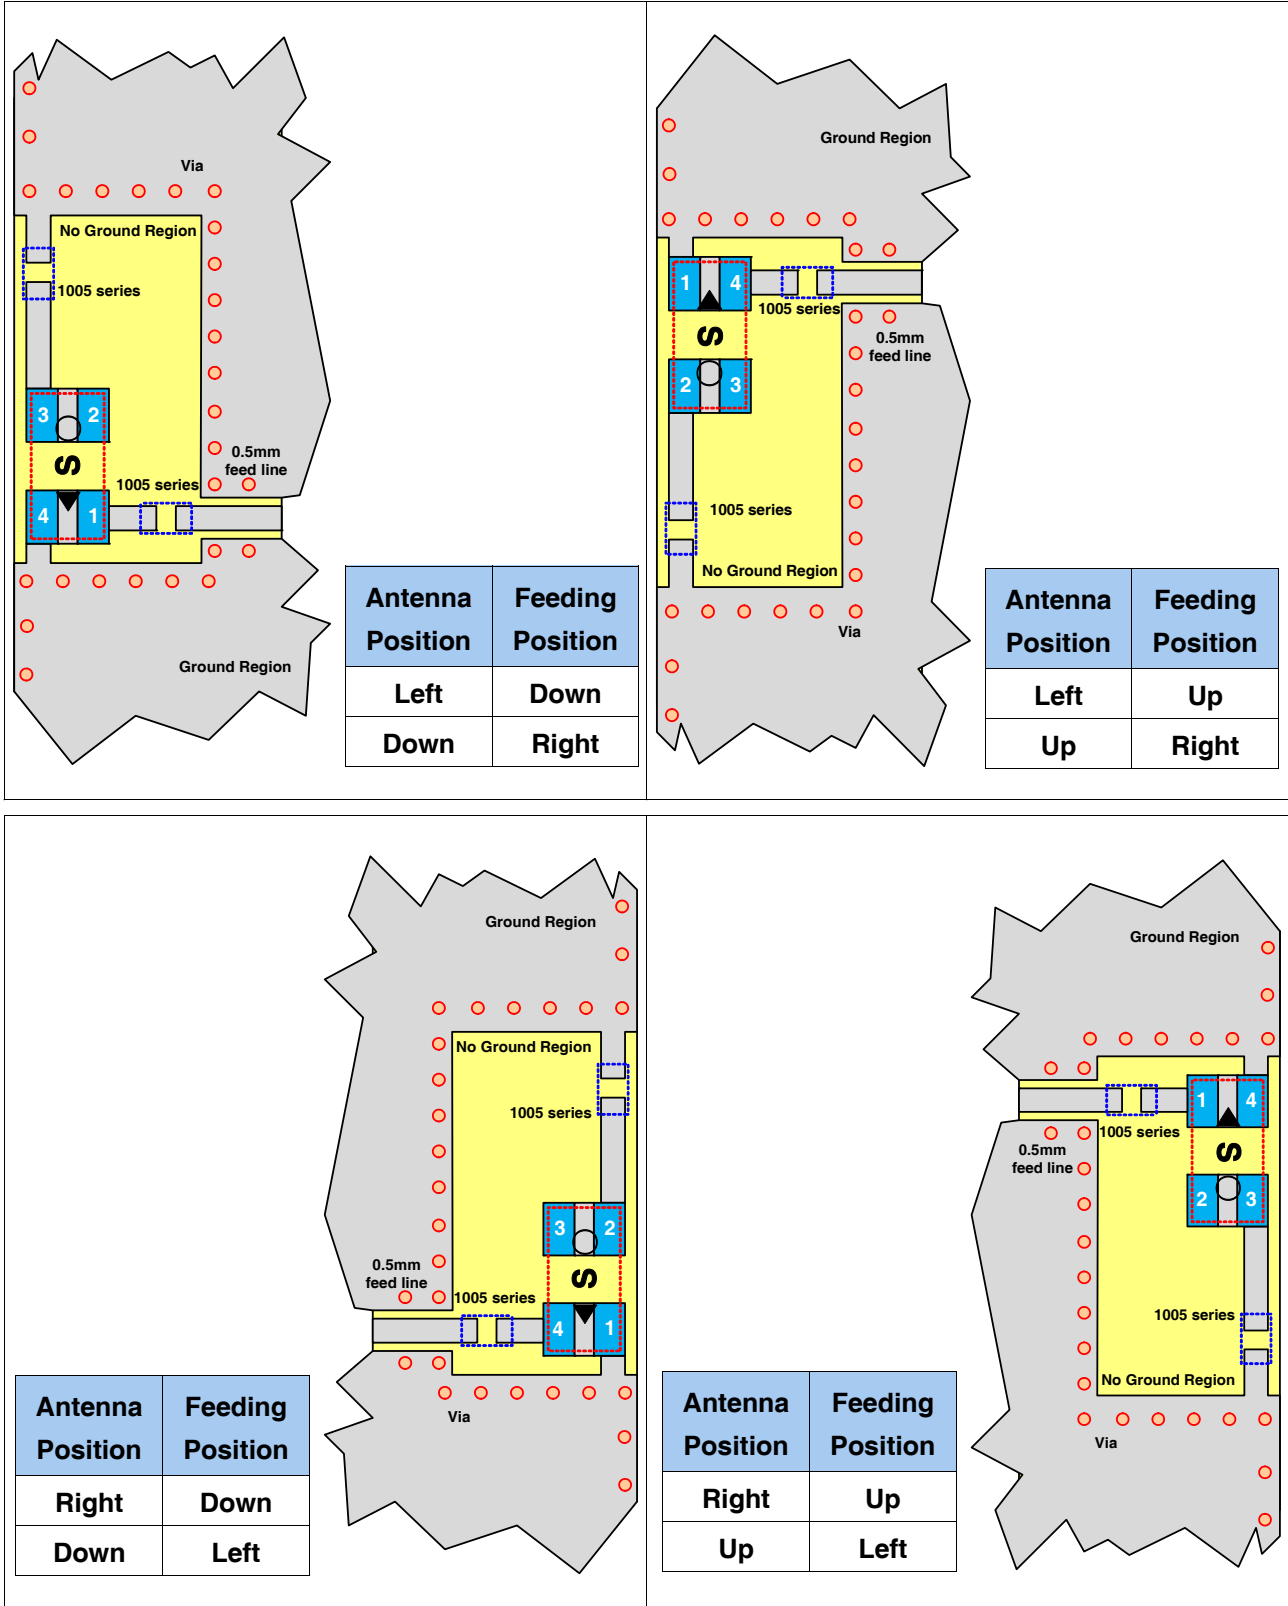 Via
No Ground Region
1005 series
3 2
0.5mm
feed line
S
1005 series
4 1
Ground Region
Antenna Position Feeding Position
Left Down
Down Right
Ground Region
1 4
1005 series
S
0.5mm
feed line
2 3
1005 series
No Ground Region
Via
Antenna Position Feeding Position
Left Up
Up Right
Ground Region
No Ground Region
1005 series
3 2
0.5mm
feed line
S
1005 series
4 1
Via
Antenna Position Feeding Position
Right Down
Down Left
Ground Region
1 4
1005 series
0.5mm
feed line
S
2 3
1005 series
No Ground Region
Via
Antenna Position Feeding Position
Right Up
Up Left